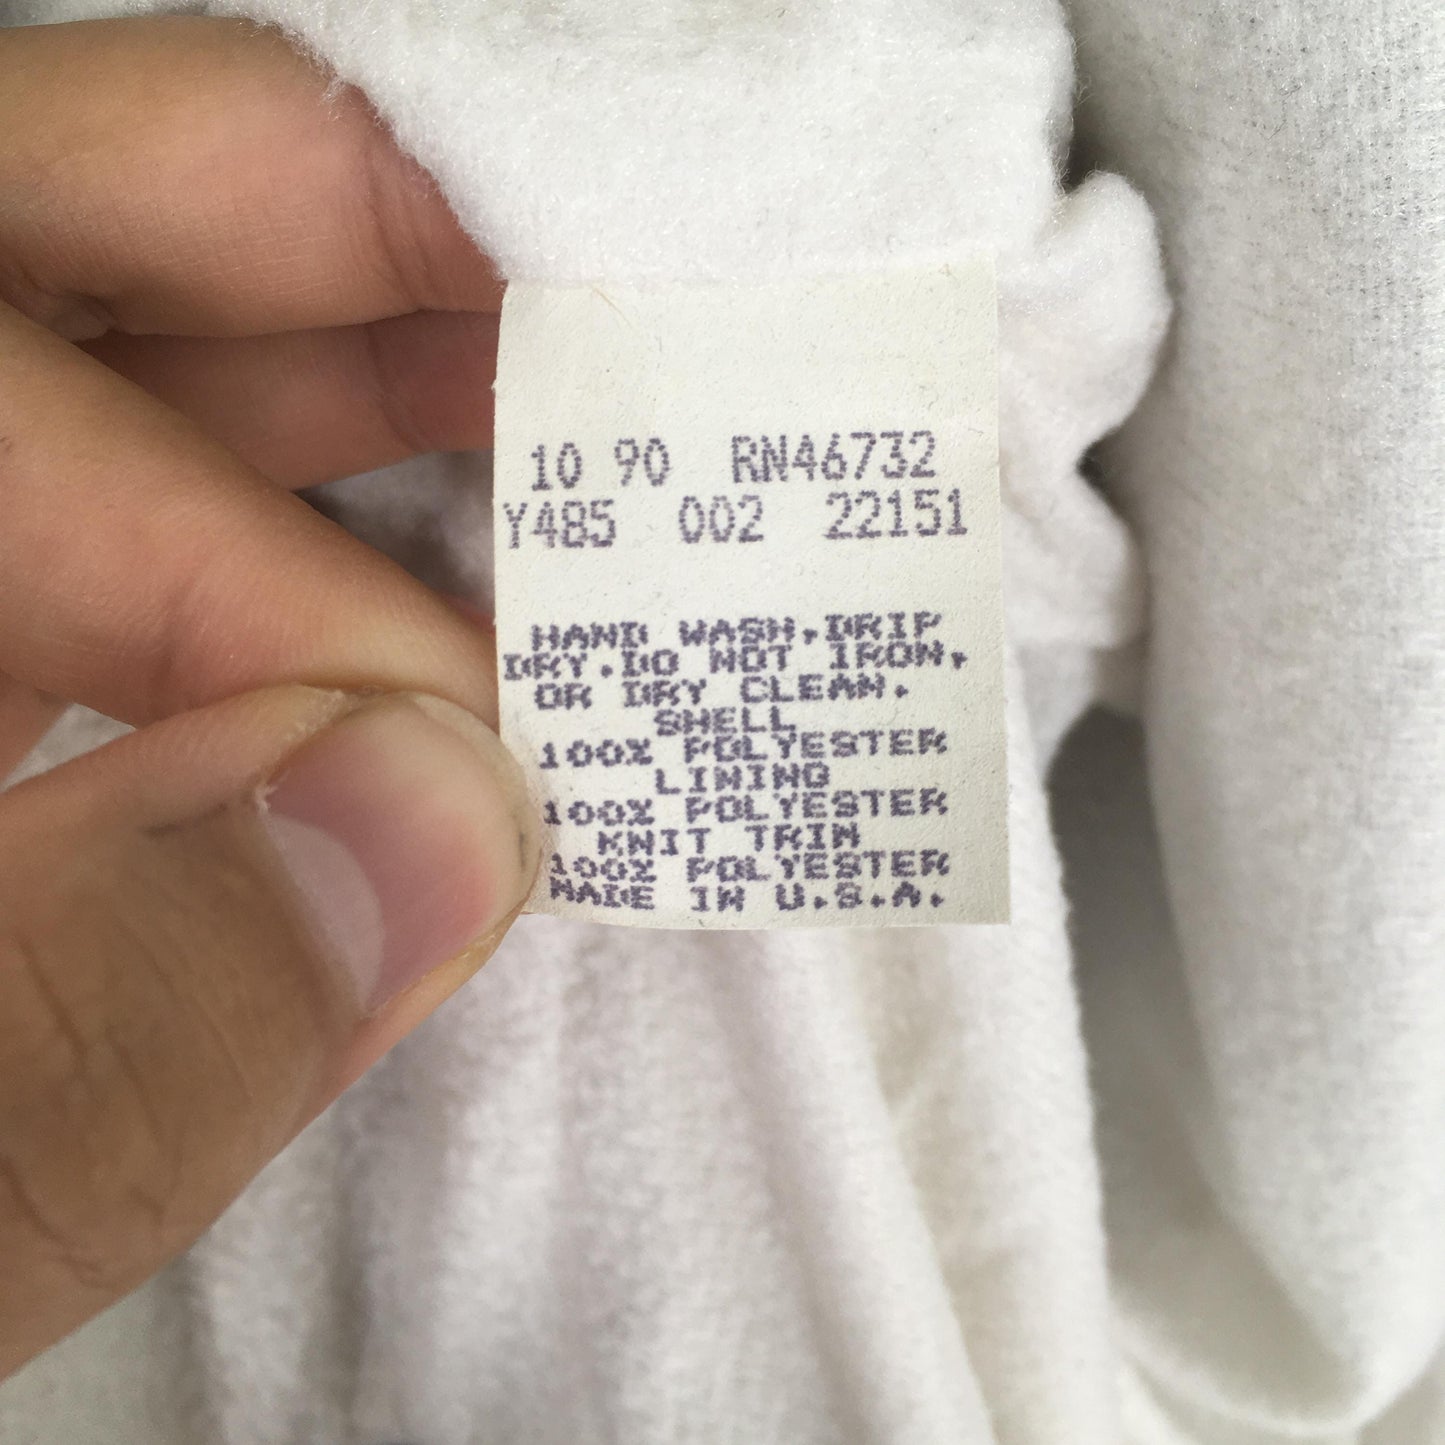 10 90 RN46732
Y485 002 22151
HAND WASH,DRIP
DRY.DO NOT IRON,
OR DRY CLEAN.
SHELL
100% POLYESTER
LINING
100% POLYESTER
KNIT TRIM
100% POLYESTER
MADE IN U.S.A.